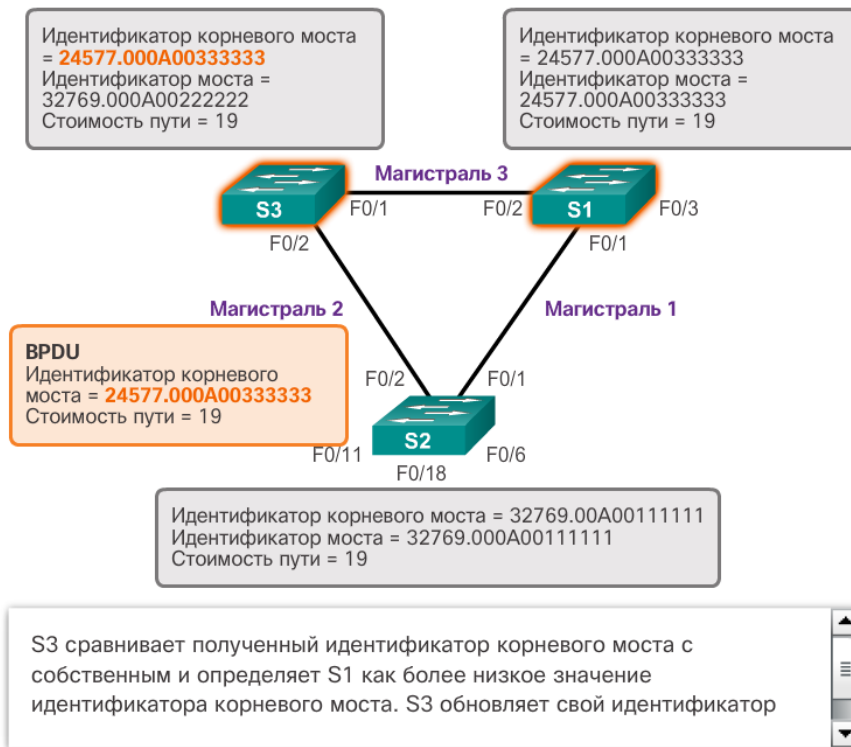 Идентификатор корневого моста
= 24577.000A00333333
Идентификатор моста =
32769.000A00222222
Стоимость пути = 19
Идентификатор корневого моста
= 24577.000A00333333
Идентификатор моста =
24577.000A00333333
Стоимость пути = 19
Магистраль 3
S3
F0/1
F0/2
S1
F0/3
F0/2
F0/1
Магистраль 2
Магистраль 1
BPDU
Идентификатор корневого
моста = 24577.000A00333333
Стоимость пути = 19
F0/2
F0/1
S2
F0/11
F0/6
F0/18
Идентификатор корневого моста = 32769.00A00111111
Идентификатор моста = 32769.000A00111111
Стоимость пути = 19
S3 сравнивает полученный идентификатор корневого моста с
собственным и определяет S1 как более низкое значение
идентификатора корневого моста. S3 обновляет свой идентификатор